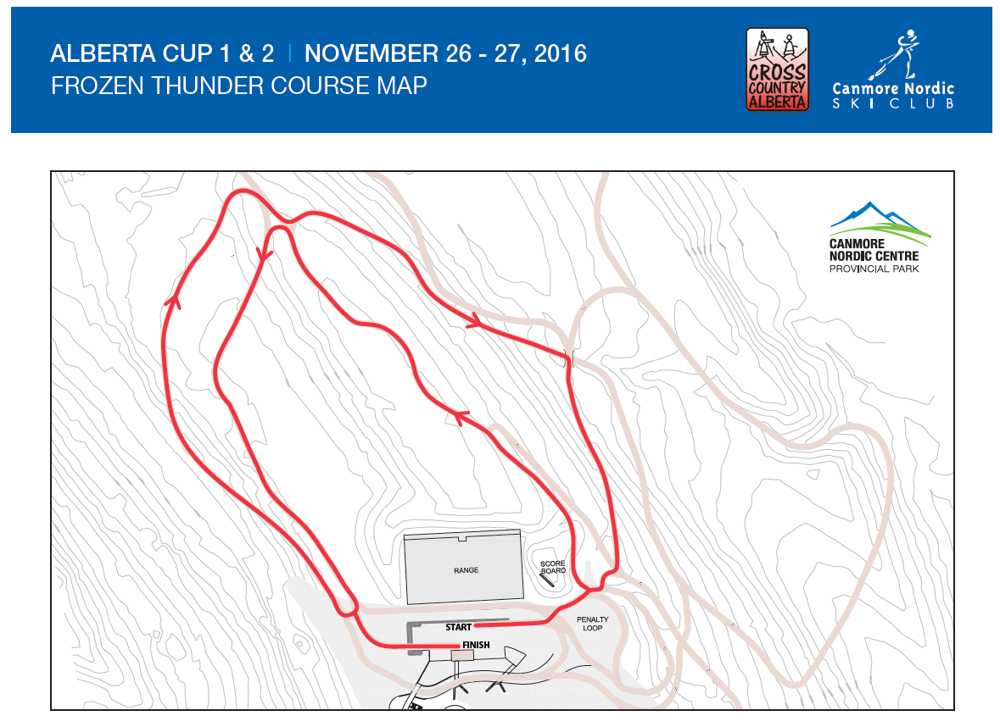 ALBERTA CUP 1 & 2 | NOVEMBER 26 - 27, 2016
FROZEN THUNDER COURSE MAP
CROSS
COUNTRY
ALBERTA
Canmore Nordic
SKI CLUB
CANMORE
NORDIC CENTRE
PROVINCIAL PARK
RANGE
SCORE
BOARD
PENALTY
LOOP
START
FINISH